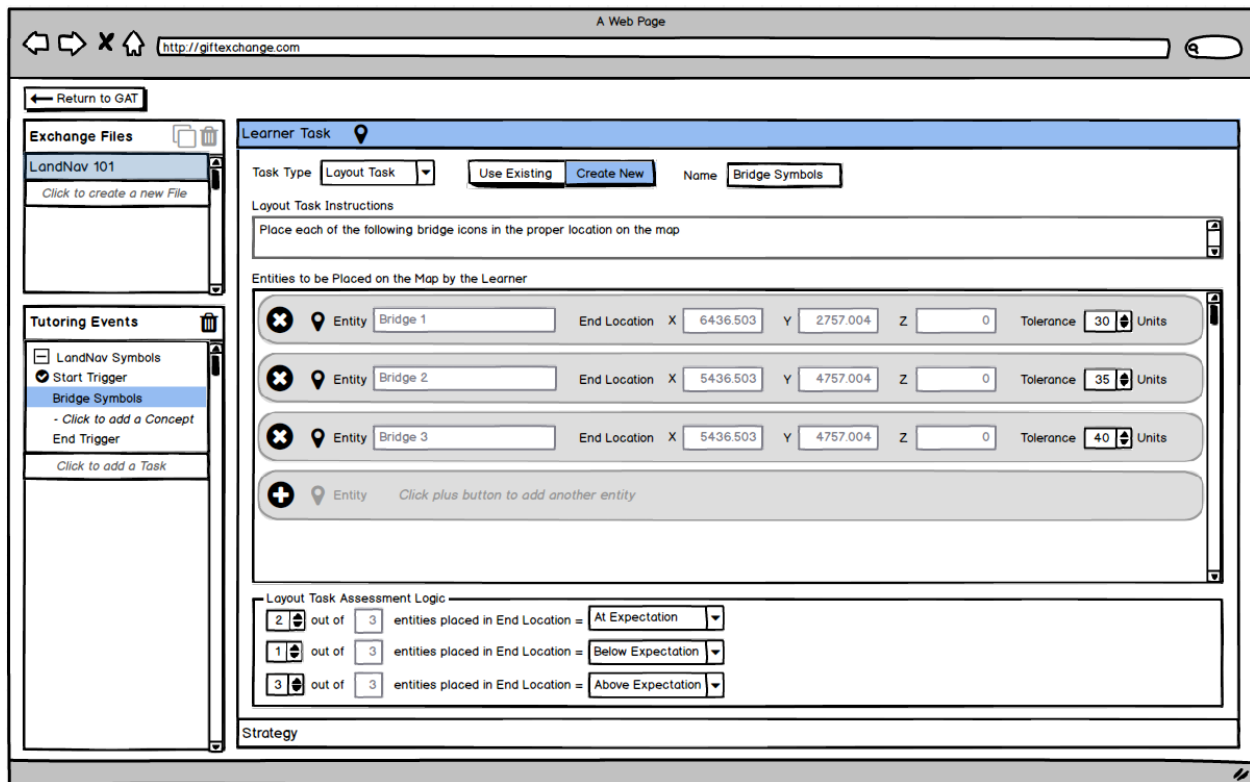 A Web Page
http://giftexchange.com
Return to GAT
Exchange Files
LandNav 101
Click to create a new File
Tutoring Events
LandNav Symbols
Start Trigger
Bridge Symbols
- Click to add a Concept
End Trigger
Click to add a Task
Learner Task
Task Type Layout Task Use Existing Create New Name Bridge Symbols
Layout Task Instructions
Place each of the following bridge icons in the proper location on the map
Entities to be Placed on the Map by the Learner
Entity Bridge 1 End Location X 6436.503 Y 2757.004 Z 0 Tolerance 30 Units
Entity Bridge 2 End Location X 5436.503 Y 4757.004 Z 0 Tolerance 35 Units
Entity Bridge 3 End Location X 5436.503 Y 4757.004 Z 0 Tolerance 40 Units
Entity Click plus button to add another entity
Layout Task Assessment Logic
2 out of 3 entities placed in End Location = At Expectation
1 out of 3 entities placed in End Location = Below Expectation
3 out of 3 entities placed in End Location = Above Expectation
Strategy